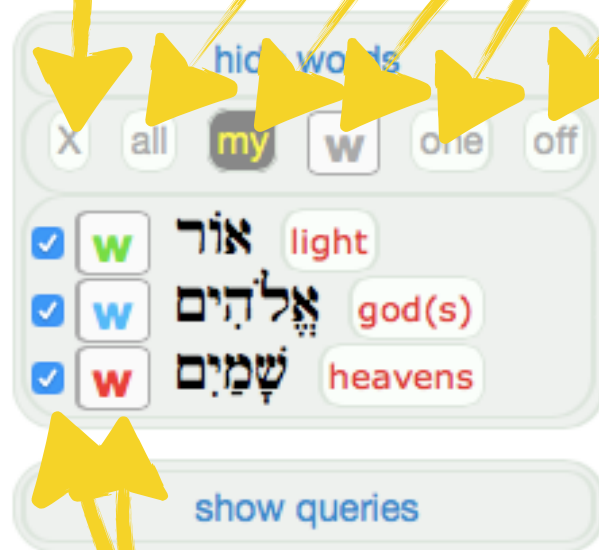 hide words
X all my w one off
w אוֹר light
w אֱלֹהִים god(s)
w שָׁמַיִם heavens
show queries